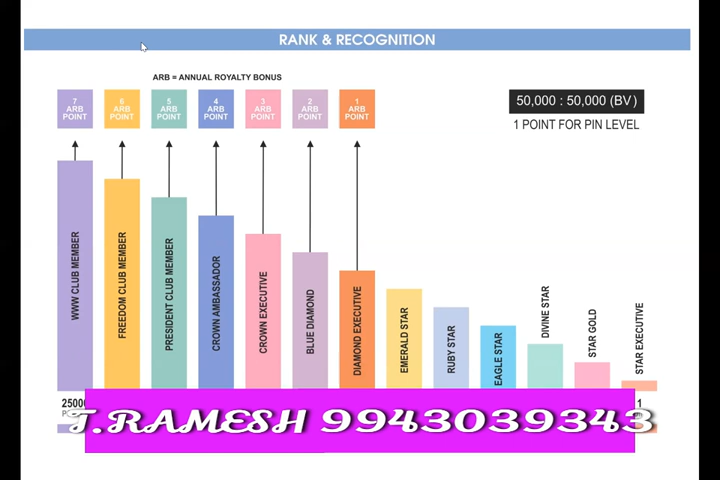 RANK & RECOGNITION
ARB = ANNUAL ROYALTY BONUS
7
ARB
POINT
6
ARB
POINT
5
ARB
POINT
4
ARB
POINT
3
ARB
POINT
2
ARB
POINT
1
ARB
POINT
50,000 : 50,000 (BV)
1 POINT FOR PIN LEVEL
WWW CLUB MEMBER
FREEDOM CLUB MEMBER
PRESIDENT CLUB MEMBER
CROWN AMBASSADOR
CROWN EXECUTIVE
BLUE DIAMOND
DIAMOND EXECUTIVE
EMERALD STAR
RUBY STAR
EAGLE STAR
DIVINE STAR
STAR GOLD
STAR EXECUTIVE
1
T.RAMESH 9943039343